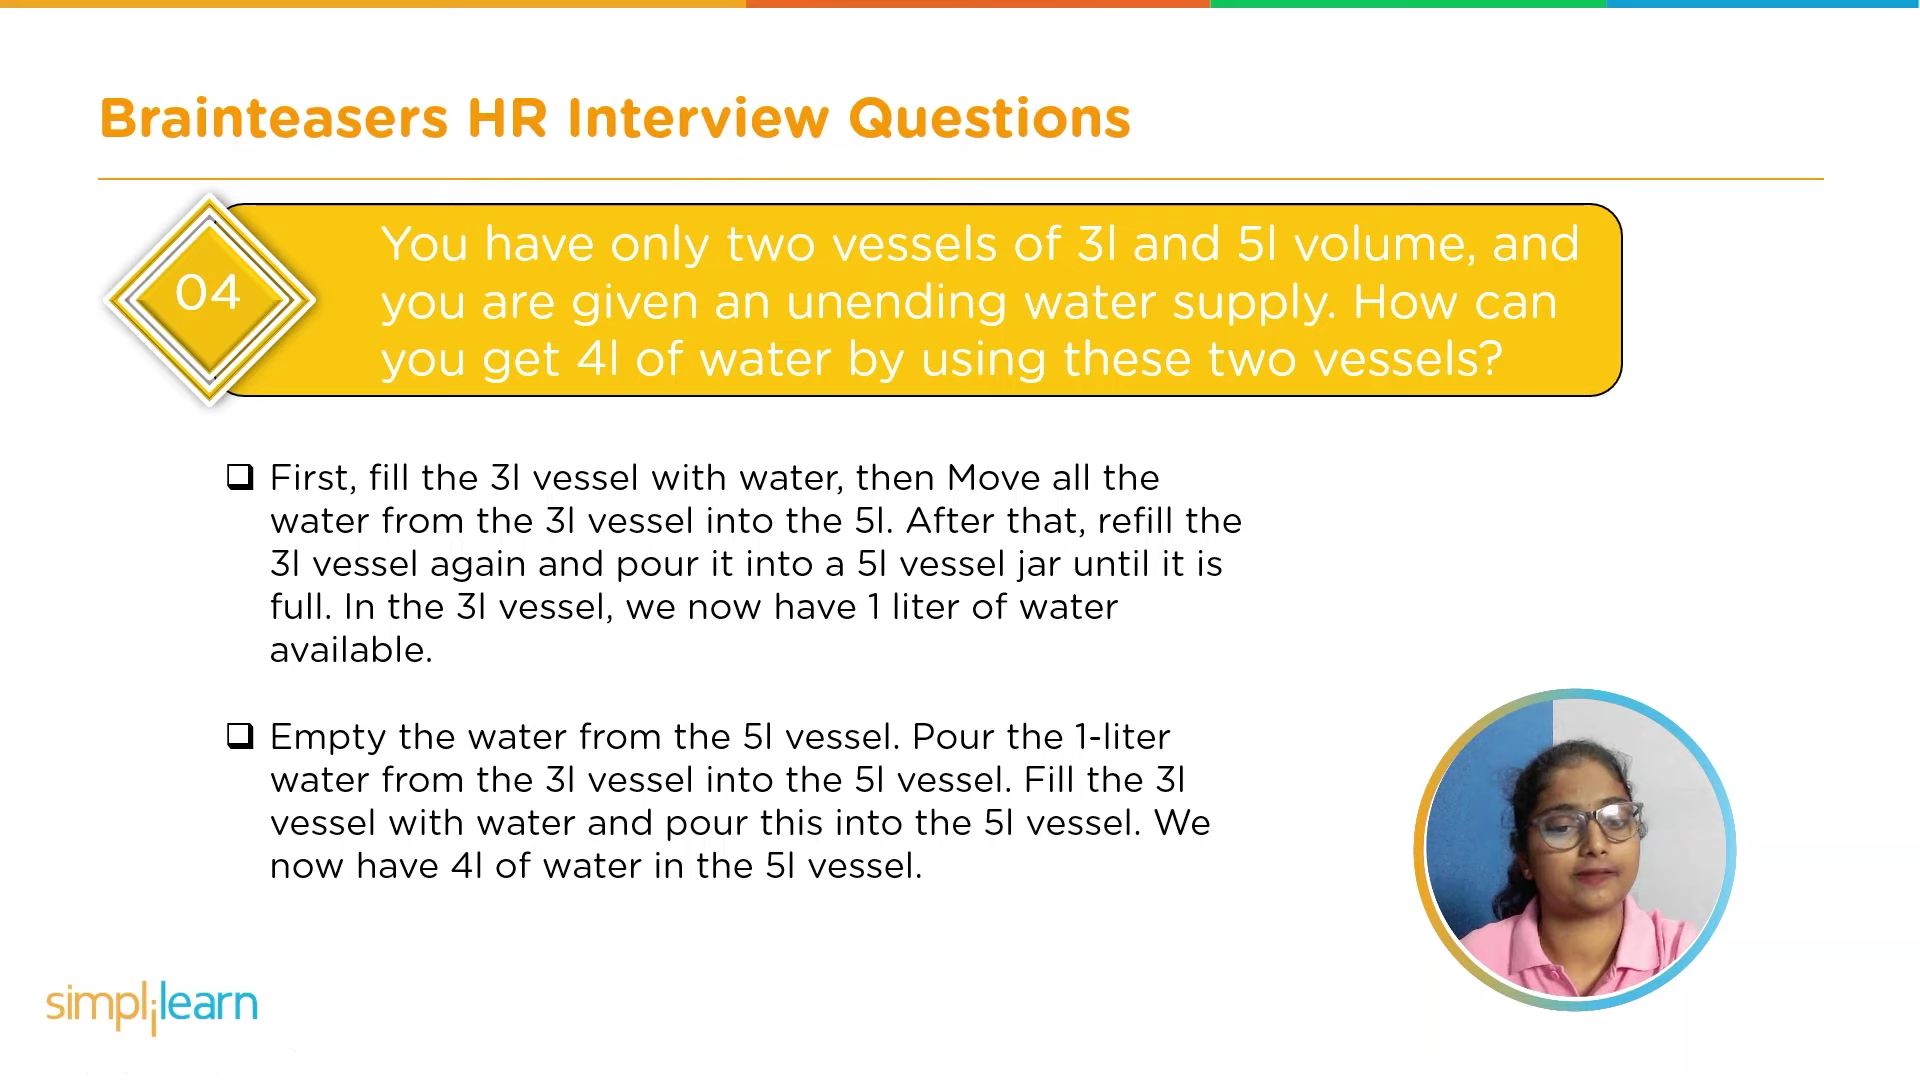 Brainteasers HR Interview Questions
04
You have only two vessels of 3l and 5l volume, and
you are given an unending water supply. How can
you get 4l of water by using these two vessels?
First, fill the 3l vessel with water, then Move all the
water from the 3l vessel into the 5l. After that, refill the
3l vessel again and pour it into a 5l vessel jar until it is
full. In the 3l vessel, we now have 1 liter of water
available.
Empty the water from the 5l vessel. Pour the 1-liter
water from the 3l vessel into the 5l vessel. Fill the 3l
vessel with water and pour this into the 5l vessel. We
now have 4l of water in the 5l vessel.
simplilearn